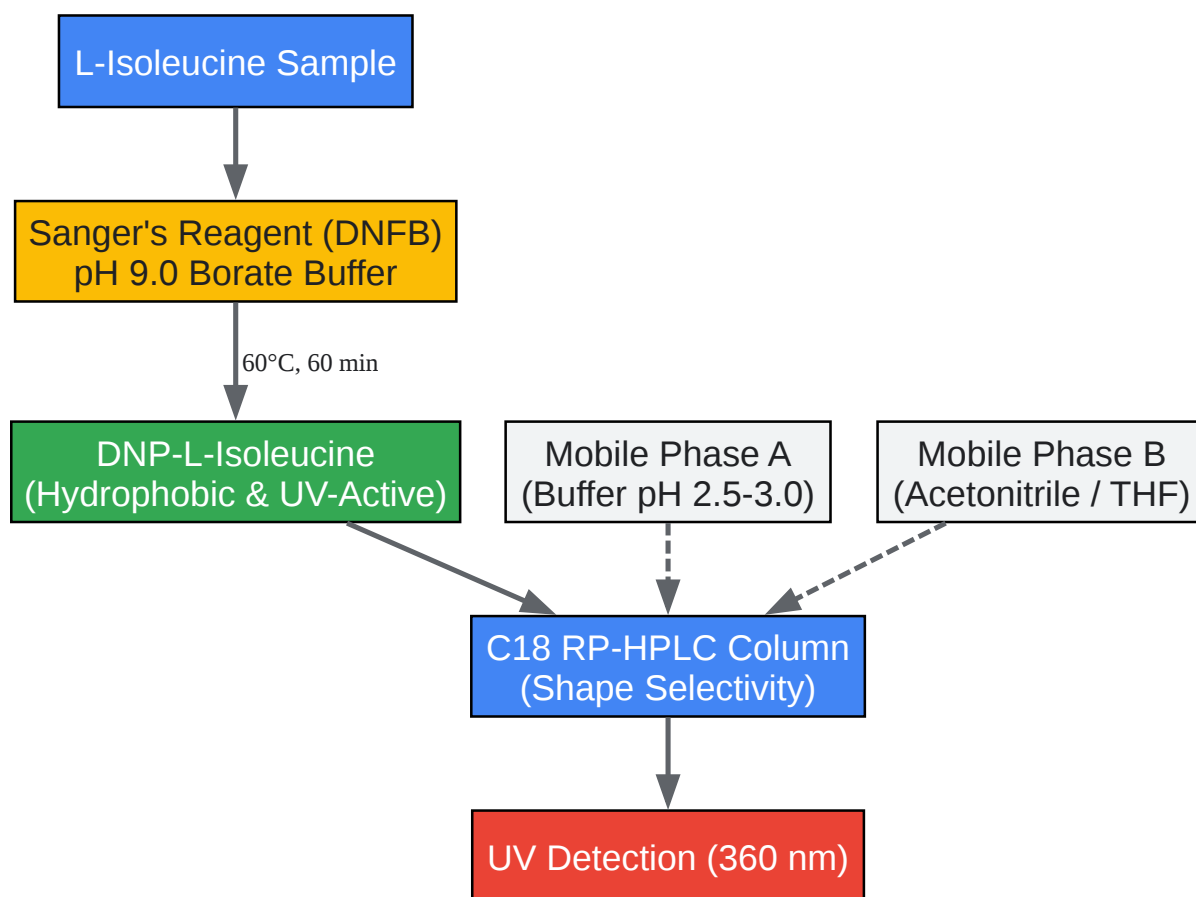 L-Isoleucine Sample
Sanger's Reagent (DNFB)
pH 9.0 Borate Buffer
60°C, 60 min
DNP-L-Isoleucine
(Hydrophobic & UV-Active)
Mobile Phase A
(Buffer pH 2.5-3.0)
Mobile Phase B
(Acetonitrile / THF)
C18 RP-HPLC Column
(Shape Selectivity)
UV Detection (360 nm)